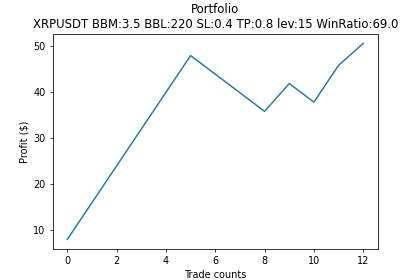 Portfolio
XRPUSDT BBM:3.5 BBL:220 SL:0.4 TP:0.8 lev:15 WinRatio:69.0
Profit ($)
50
40
30
20
10
0 2 4 6 8 10 12
Trade counts